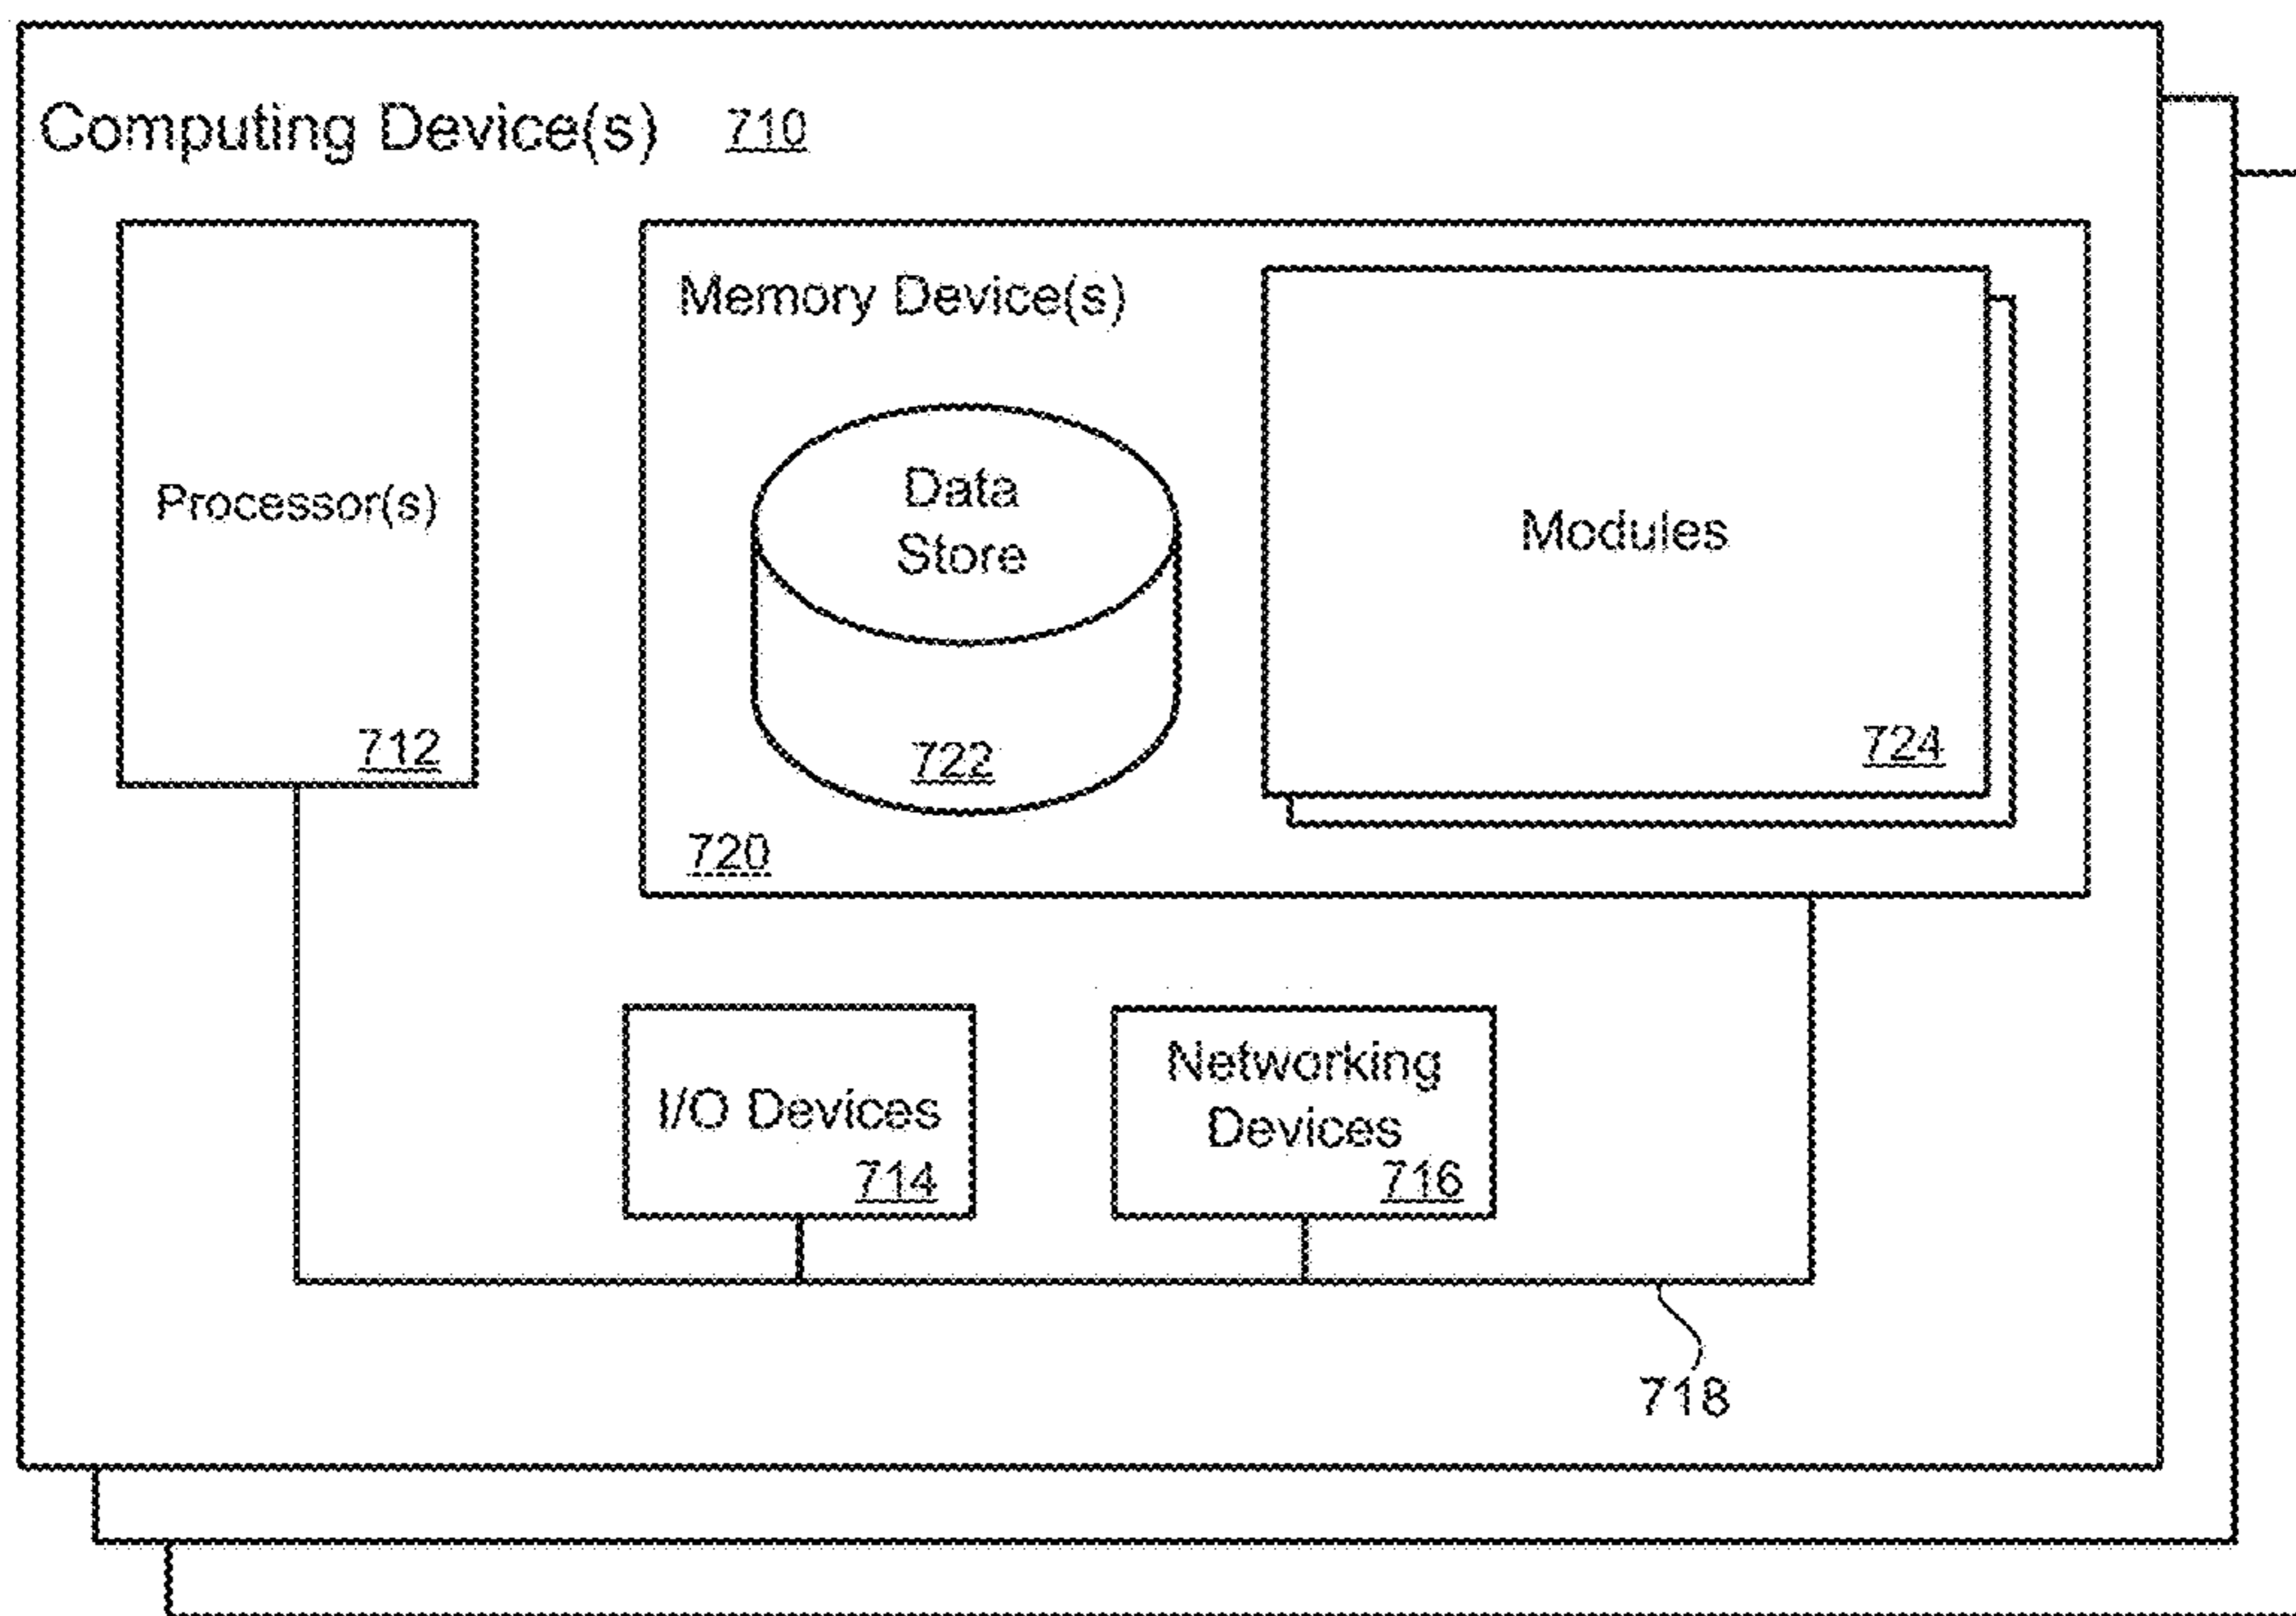 Computing Device(s) 710
Processor(s)
712
Memory Device(s)
Data
Store
722
720
Modules
724
I/O Devices
714
Networking
Devices
716
718